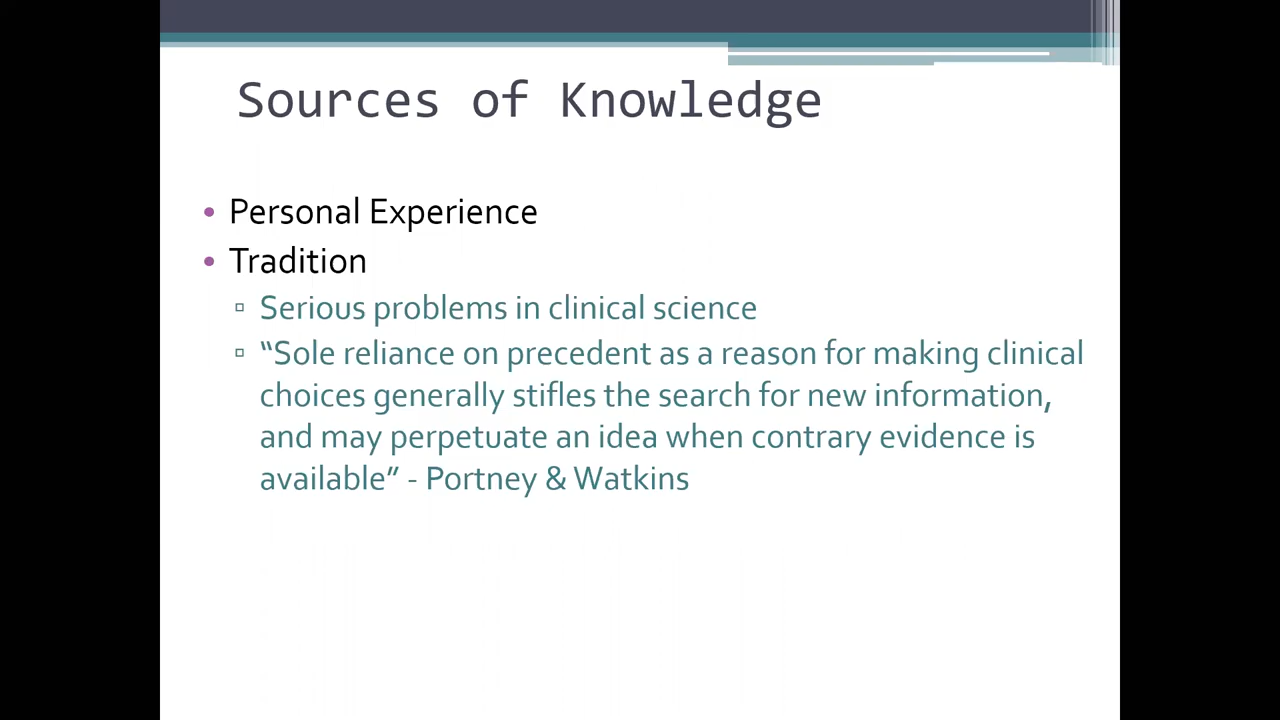 Sources of Knowledge
• Personal Experience
• Tradition
▫ Serious problems in clinical science
▫ “Sole reliance on precedent as a reason for making clinical
choices generally stifles the search for new information,
and may perpetuate an idea when contrary evidence is
available” - Portney & Watkins